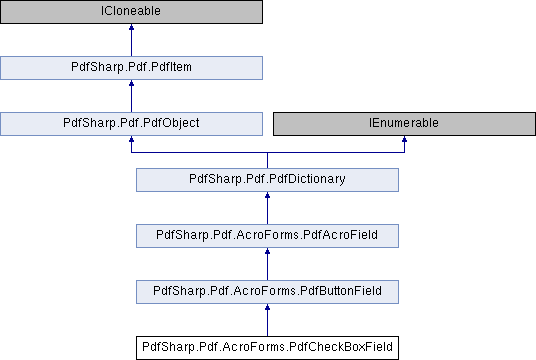 ICloneable
PdfSharp.Pdf.PdfItem
PdfSharp.Pdf.PdfObject
IEnumerable
PdfSharp.Pdf.PdfDictionary
PdfSharp.Pdf.AcroForms.PdfAcroField
PdfSharp.Pdf.AcroForms.PdfButtonField
PdfSharp.Pdf.AcroForms.PdfCheckBoxField